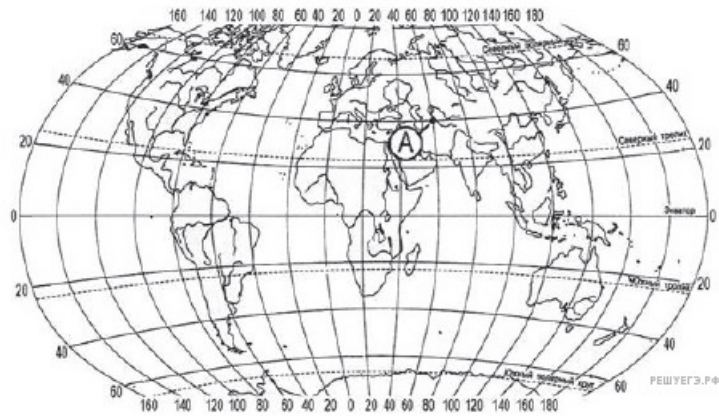 160 140 120 100 80 60 40 20 0 20 40 60 80 100 120 140 160 180
60 Северный полярный круг 60
40 40
А
Северный тропик
20 20
0 Экватор 0
20 Южный тропик 20
40 40
60 Южный полярный круг 60
РЕШУЕГЭ.РФ
160 140 120 100 80 60 40 20 0 20 40 60 80 100 120 140 160 180